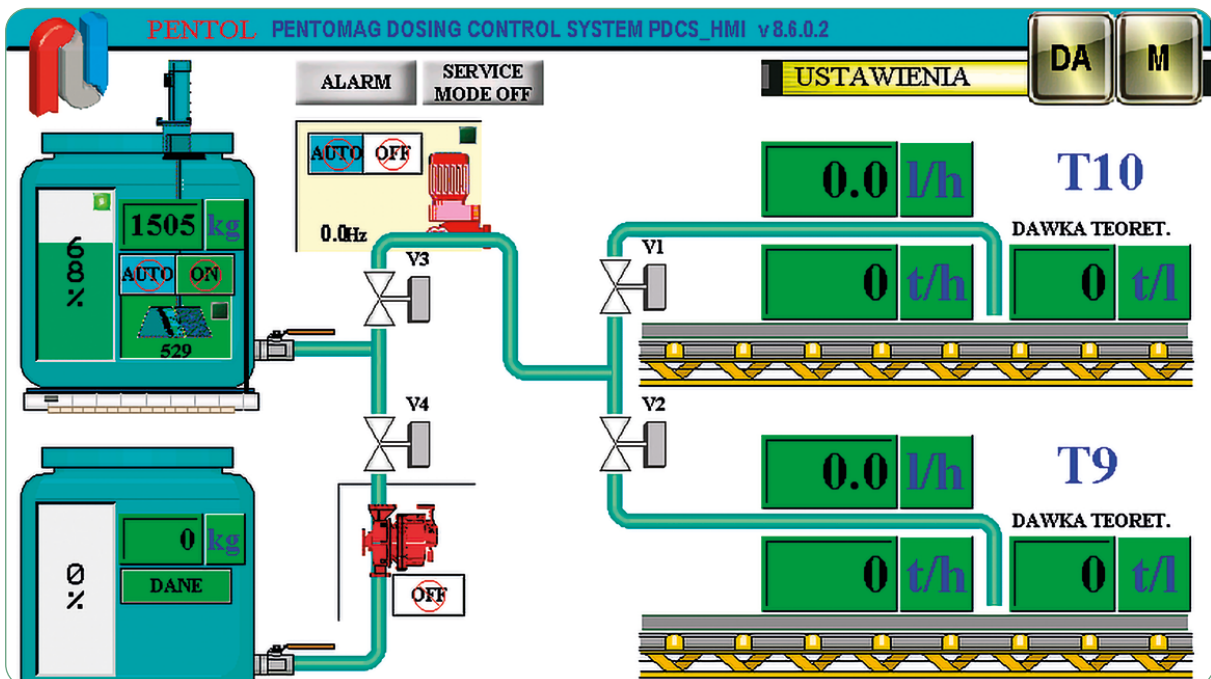 PENTOL PENTOMAG DOSING CONTROL SYSTEM PDCS_HMI v 8.6.0.2
DA
M
ALARM
SERVICE
MODE OFF
USTAWIENIA
AUTO
OFF
0.0Hz
68%
1505 kg
AUTO
ON
529
V3
V1
0.0 l/h
T10
DAWKA TEORET.
0 t/h
0 t/l
V4
V2
0.0 l/h
T9
DAWKA TEORET.
0 t/h
0 t/l
0%
0 kg
DANE
OFF